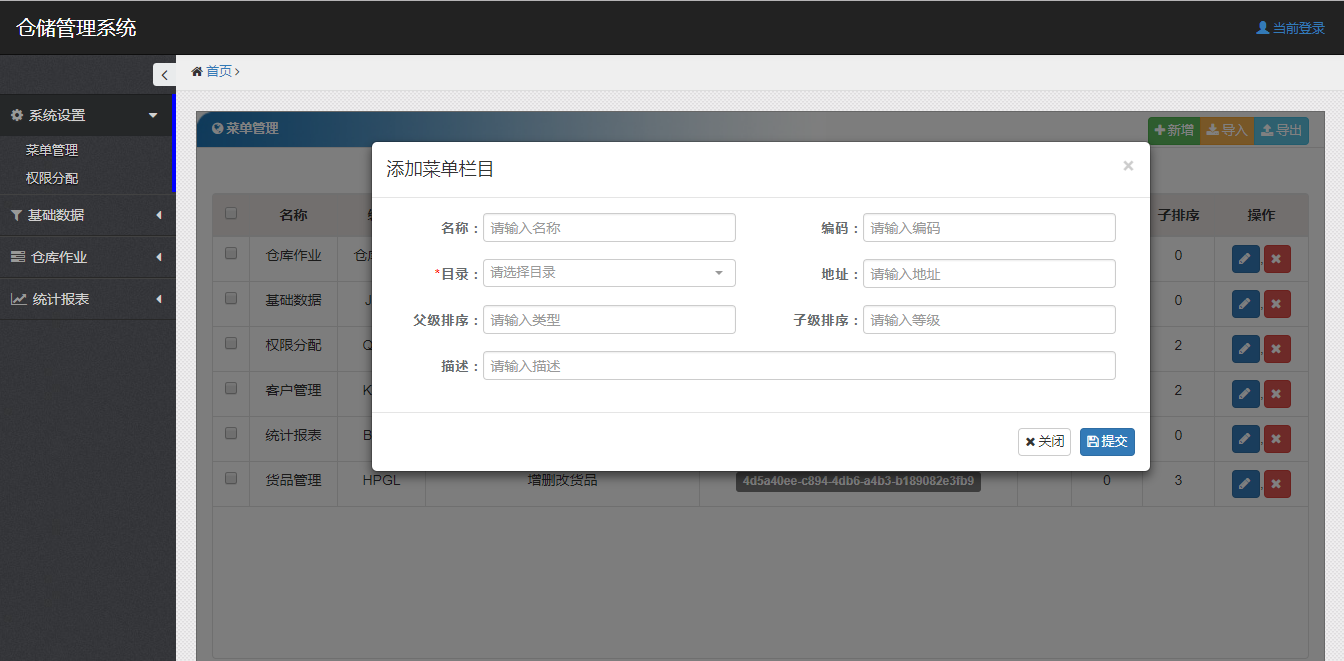 仓储管理系统
当前登录
首页
系统设置
菜单管理
权限分配
基础数据
仓库作业
统计报表
菜单管理
新增 导入 导出
添加菜单栏目 ×
名称： 请输入名称 编码： 请输入编码
*目录： 请选择目录 地址： 请输入地址
父级排序： 请输入类型 子级排序： 请输入等级
描述： 请输入描述
关闭 提交
名称 子排序 操作
仓库作业 0
基础数据 J 0
权限分配 Q 2
客户管理 K 2
统计报表 B 0
货品管理 HPGL 增删改货品 4d5a40ee-c894-4db6-a4b3-b189082e3fb9 0 3